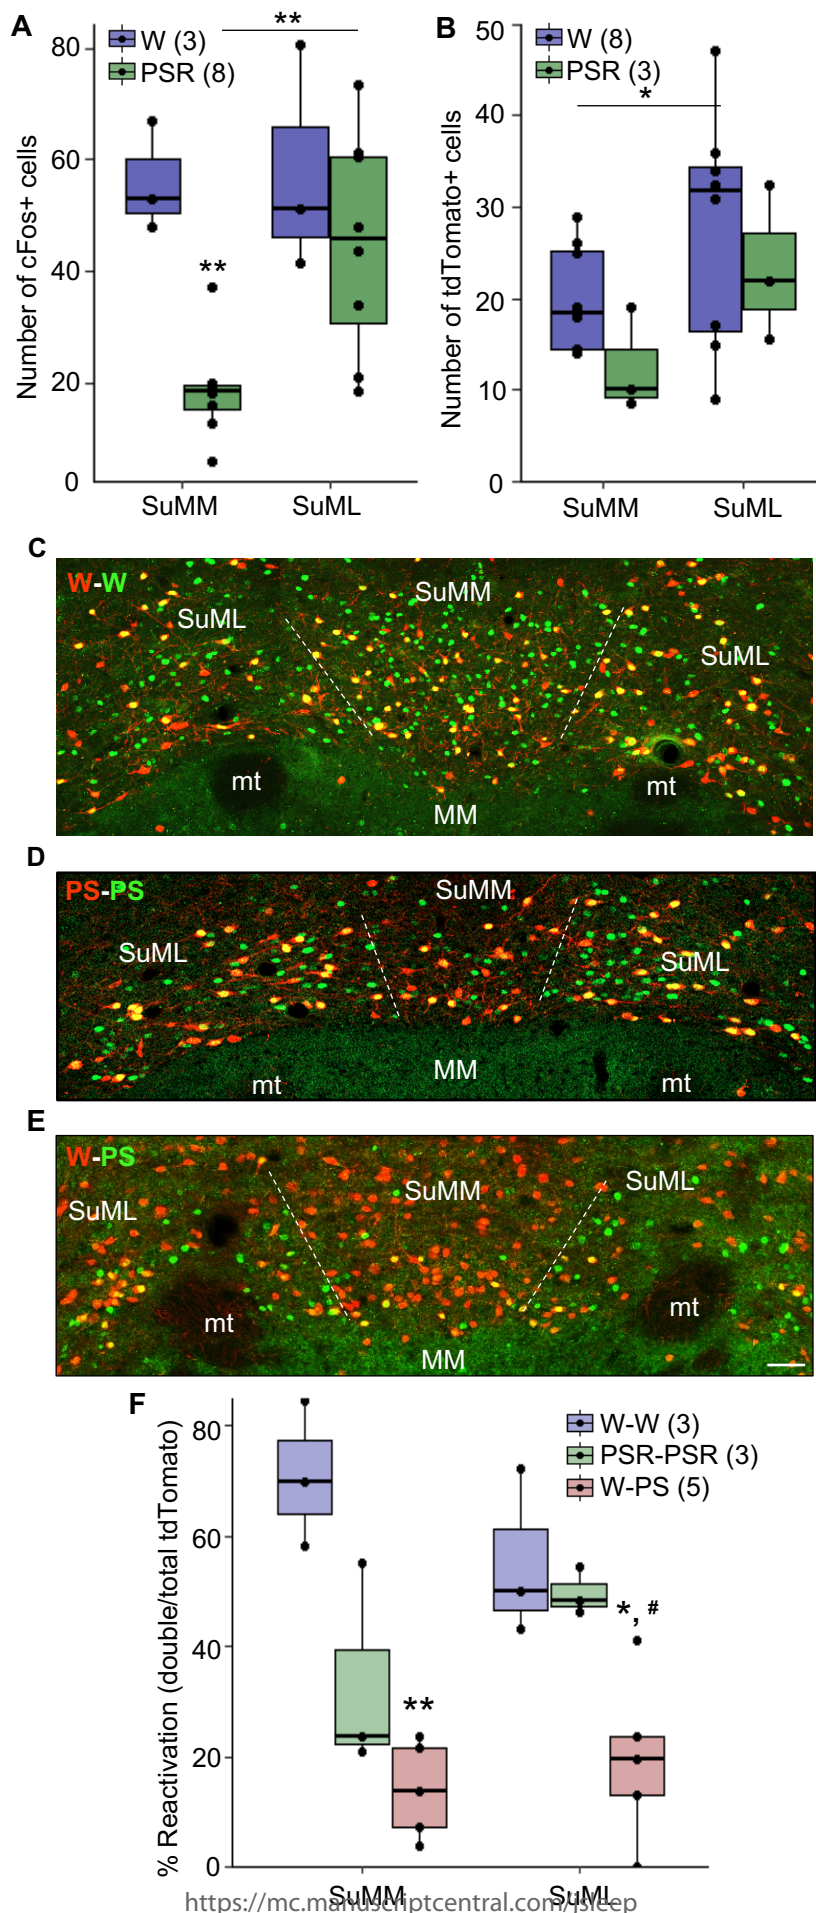 A
**
W (3)
PSR (8)
**
Number of cFos+ cells
80
60
40
20
0
SuMM
SuML
B
W (8)
PSR (3)
*
Number of tdTomato+ cells
50
40
30
20
10
0
SuMM
SuML
C
W-W
SuMM
SuML
SuML
mt
mt
MM
D
PS-PS
SuMM
SuML
SuML
MM
mt
mt
E
W-PS
SuMM
SuML
SuML
mt
mt
MM
F
W-W (3)
PSR-PSR (3)
W-PS (5)
% Reactivation (double/total tdTomato)
80
60
40
20
0
**
*, #
SuMM
SuML
https://mc.manuscriptcentral.com/jsleep